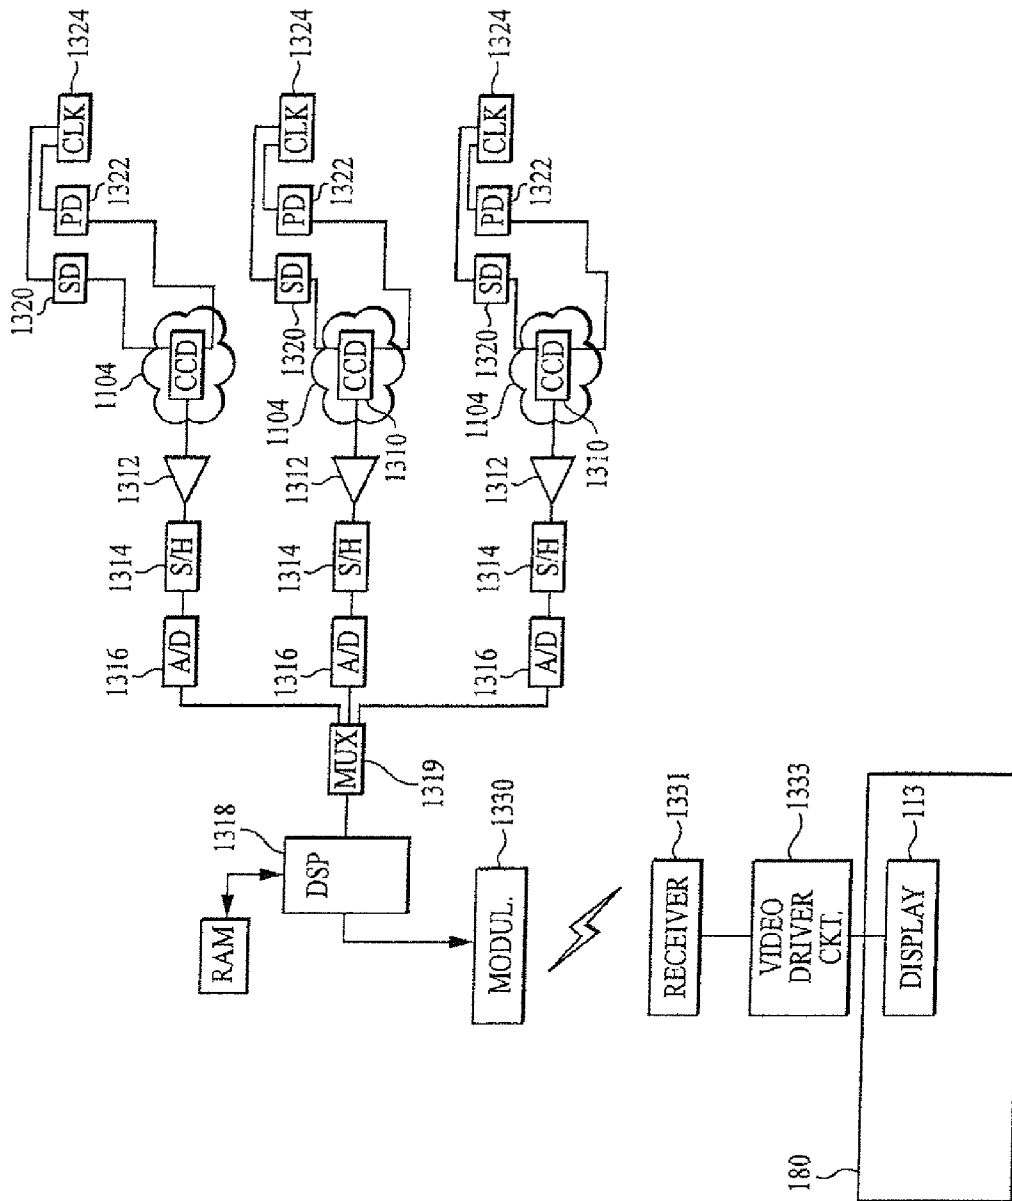 1324
CLK
PD
1322
SD
1320
1104
CCD
1312
1314
S/H
1316
A/D
1324
CLK
PD
1322
SD
1320
1104
CCD
1310
1312
1314
S/H
1316
A/D
1324
CLK
PD
1322
SD
1320
1104
CCD
1310
1312
1314
S/H
1316
A/D
MUX
1319
1318
DSP
RAM
1330
MODUL.
1331
RECEIVER
1333
VIDEO
DRIVER
CKT.
113
DISPLAY
180